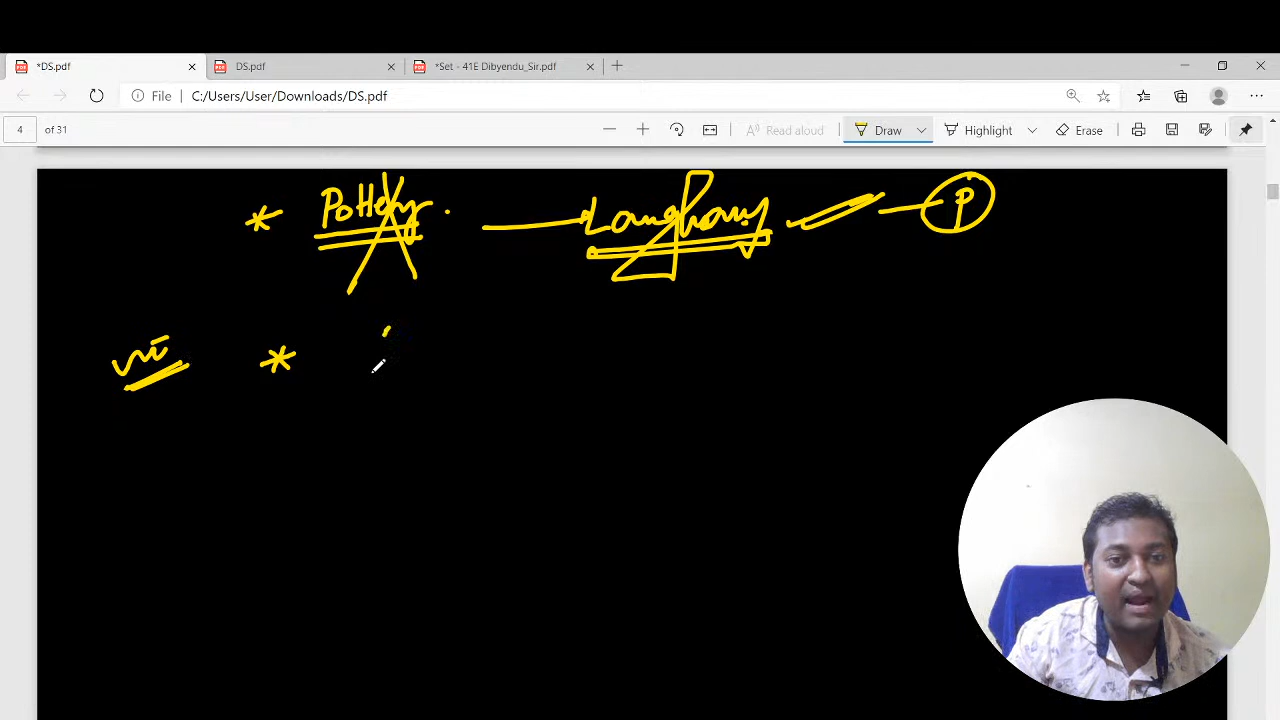 *DS.pdf
DS.pdf
*Set - 41E Dibyendu_Sir.pdf
File
C:/Users/User/Downloads/DS.pdf
4 of 31
Read aloud
Draw
Highlight
Erase
* Pottery. P
vi *